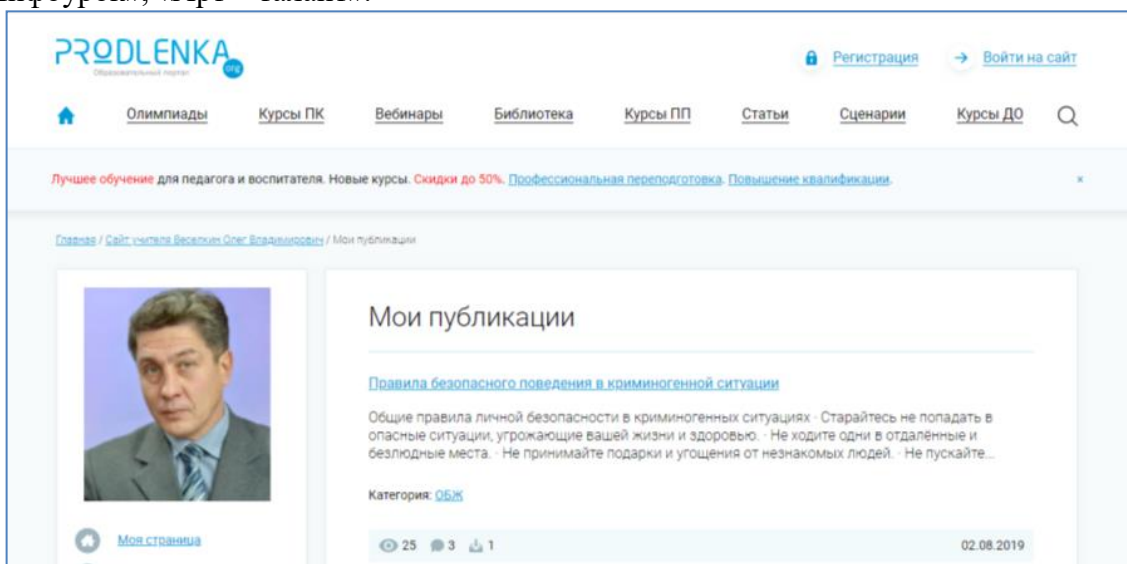 PRODLENKA
org
Образовательный портал
Регистрация
Войти на сайт
Олимпиады Курсы ПК Вебинары Библиотека Курсы ПП Статьи Сценарии Курсы ДО
Лучшее обучение для педагога и воспитателя. Новые курсы. Скидки до 50%. Профессиональная переподготовка. Повышение квалификации. ×
Главная / Сайт учителя Веселкин Олег Владимирович / Мои публикации
Мои публикации
Правила безопасного поведения в криминогенной ситуации
Общие правила личной безопасности в криминогенных ситуациях · Старайтесь не попадать в
опасные ситуации, угрожающие вашей жизни и здоровью. · Не ходите одни в отдалённые и
безлюдные места. · Не принимайте подарки и угощения от незнакомых людей. · Не пускайте...
Категория: ОБЖ
Моя страница
25 3 1 02.08.2019